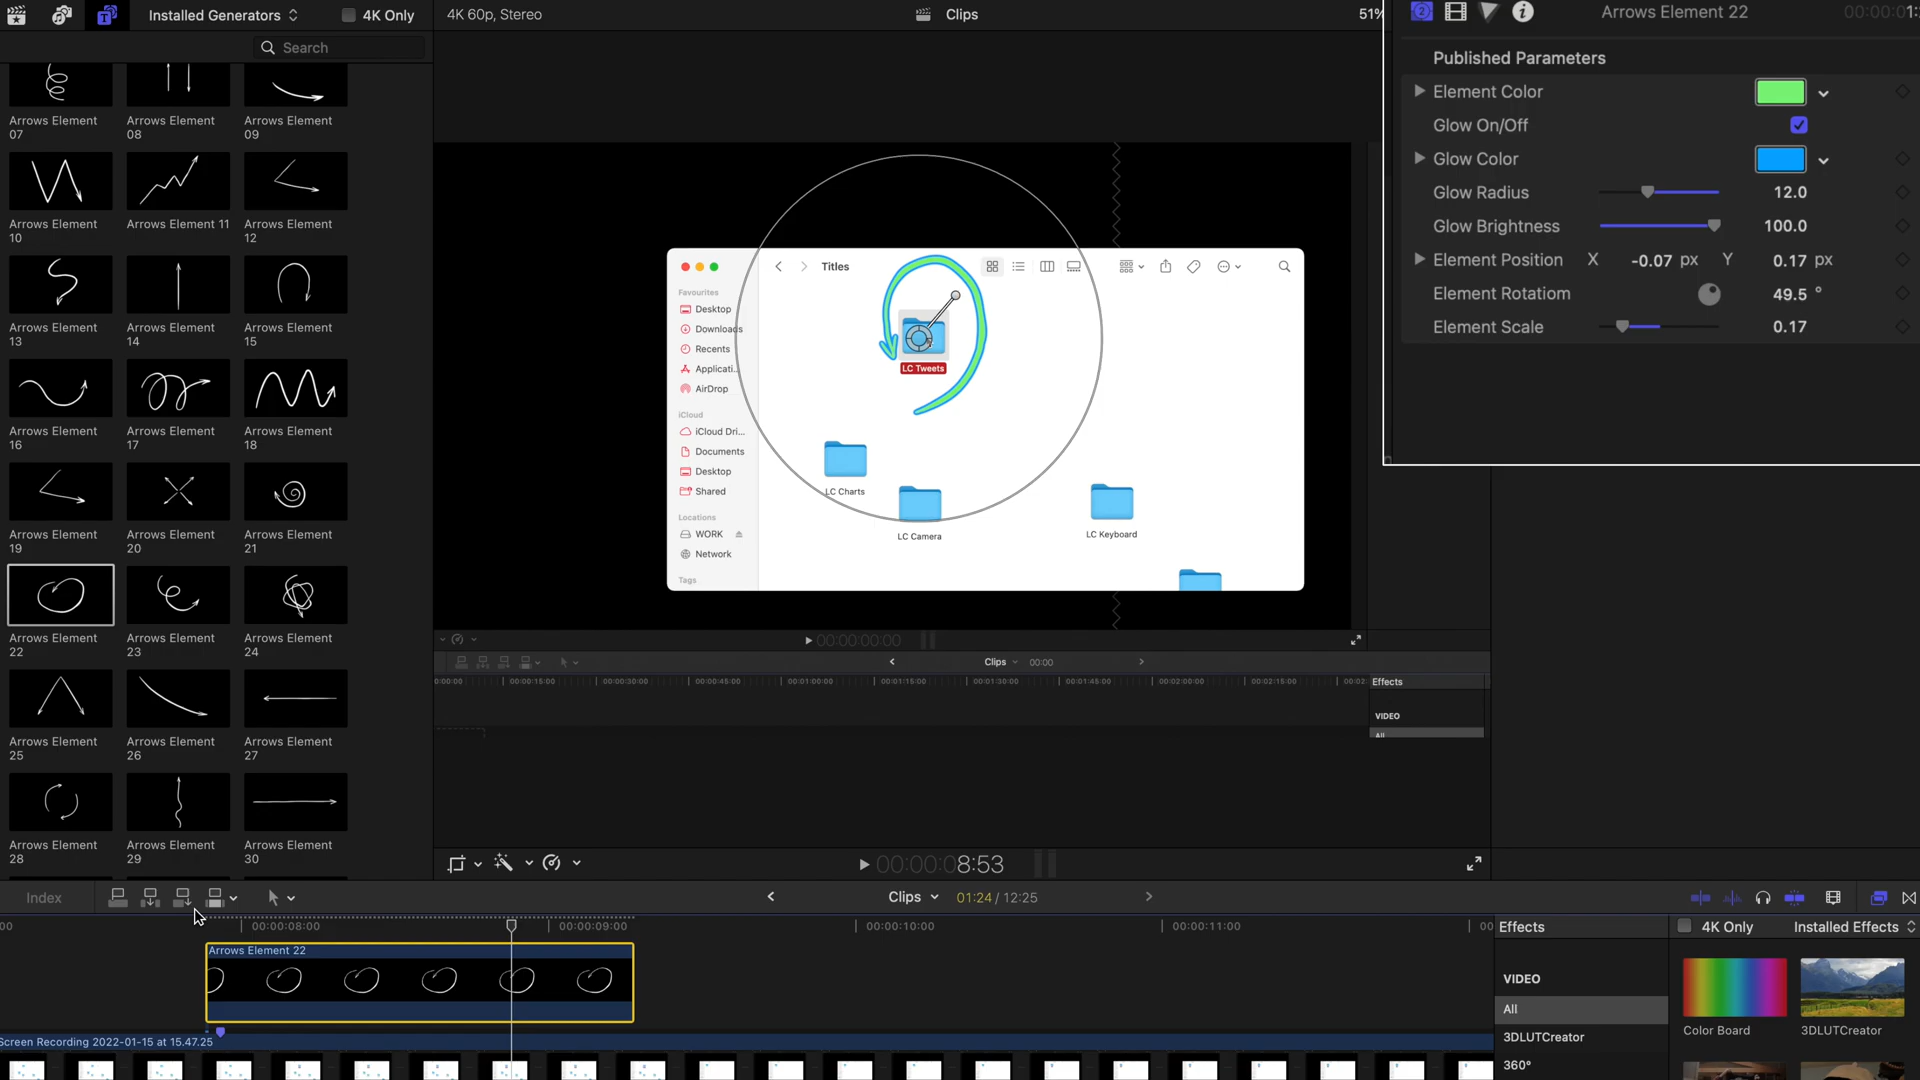 Installed Generators
4K Only
4K 60p, Stereo
Clips
51%
Arrows Element 22
Search
Published Parameters
Element Color
Glow On/Off
Glow Color
Glow Radius 12.0
Glow Brightness 100.0
Element Position X -0.07 px Y 0.17 px
Element Rotatiom 49.5 °
Element Scale 0.17
Arrows Element 07
Arrows Element 08
Arrows Element 09
Arrows Element 10
Arrows Element 11
Arrows Element 12
Arrows Element 13
Arrows Element 14
Arrows Element 15
Arrows Element 16
Arrows Element 17
Arrows Element 18
Arrows Element 19
Arrows Element 20
Arrows Element 21
Arrows Element 22
Arrows Element 23
Arrows Element 24
Arrows Element 25
Arrows Element 26
Arrows Element 27
Arrows Element 28
Arrows Element 29
Arrows Element 30
Titles
Favourites
Desktop
Downloads
Recents
Applicati...
AirDrop
iCloud
iCloud Dri...
Documents
Desktop
Shared
Locations
WORK
Network
Tags
LC Tweets
LC Charts
LC Camera
LC Keyboard
00:00:00:00
Clips 00:00
00:00:15:00 00:00:30:00 00:00:45:00 00:01:00:00 00:01:15:00 00:01:30:00 00:01:45:00 00:02:00:00 00:02:15:00
Effects
VIDEO
All
00:00:08:53
Index
Clips 01:24 / 12:25
00:00:08:00 00:00:09:00 00:00:10:00 00:00:11:00
Arrows Element 22
Screen Recording 2022-01-15 at 15.47.25
Effects
4K Only
Installed Effects
VIDEO
All
3DLUTCreator
360°
Color Board
3DLUTCreator